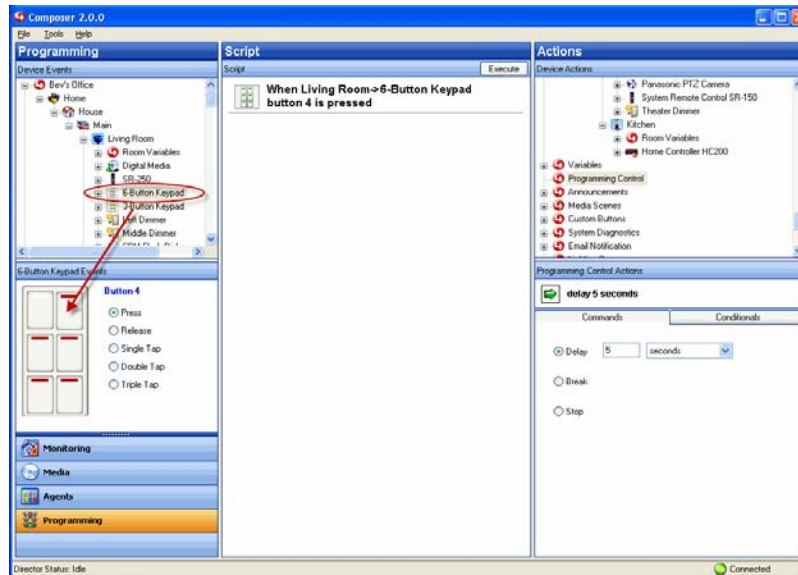 Composer 2.0.0
File Tools Help
Programming
Device Events
Bev's Office
Home
House
Main
Living Room
Room Variables
Digital Media
SR-250
6-Button Keypad
3-Button Keypad
Left Dimmer
Middle Dimmer
6-Button Keypad Events
Button 4
Press
Release
Single Tap
Double Tap
Triple Tap
Monitoring
Media
Agents
Programming
Director Status: Idle
Script
Script
Execute
When Living Room->6-Button Keypad
button 4 is pressed
Actions
Device Actions
Panasonic PTZ Camera
System Remote Control SR-150
Theater Dimmer
Kitchen
Room Variables
Home Controller HC200
Variables
Programming Control
Announcements
Media Scenes
Custom Buttons
System Diagnostics
Email Notification
Programming Control Actions
delay 5 seconds
Commands Conditionals
Delay 5 seconds
Break
Stop
Connected